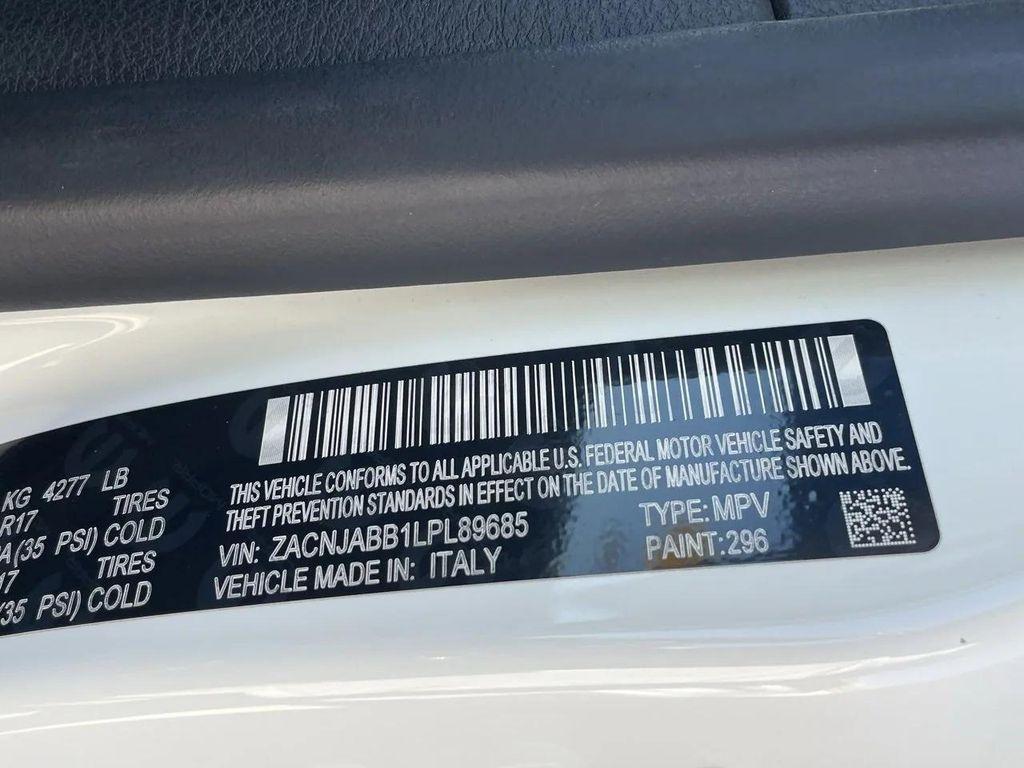 KG 4277 LB
R17 TIRES
A(35 PSI) COLD
17 TIRES
(35 PSI) COLD
THIS VEHICLE CONFORMS TO ALL APPLICABLE U.S. FEDERAL MOTOR VEHICLE SAFETY AND
THEFT PREVENTION STANDARDS IN EFFECT ON THE DATE OF MANUFACTURE SHOWN ABOVE.
VIN: ZACNJABB1LPL89685 TYPE: MPV
VEHICLE MADE IN: ITALY PAINT: 296